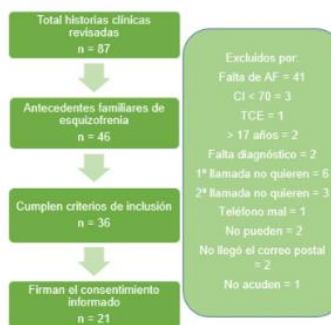 Total historias clínicas
revisadas
n = 87
Antecedentes familiares de
esquizofrenia
n = 46
Cumplen criterios de inclusión
n = 36
Firman el consentimiento
informado
n = 21
Excluidos por:
Falta de AF = 41
CI < 70 = 3
TCE = 1
> 17 años = 2
Falta diagnóstico = 2
1ª llamada no quieren = 6
2ª llamada no quieren = 3
Teléfono mal = 1
No pueden = 2
No llegó el correo postal
= 2
No acuden = 1